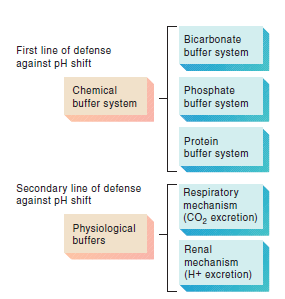 First line of defense
against pH shift
Chemical
buffer system
Bicarbonate
buffer system
Phosphate
buffer system
Protein
buffer system
Secondary line of defense
against pH shift
Physiological
buffers
Respiratory
mechanism
(CO₂ excretion)
Renal
mechanism
(H+ excretion)